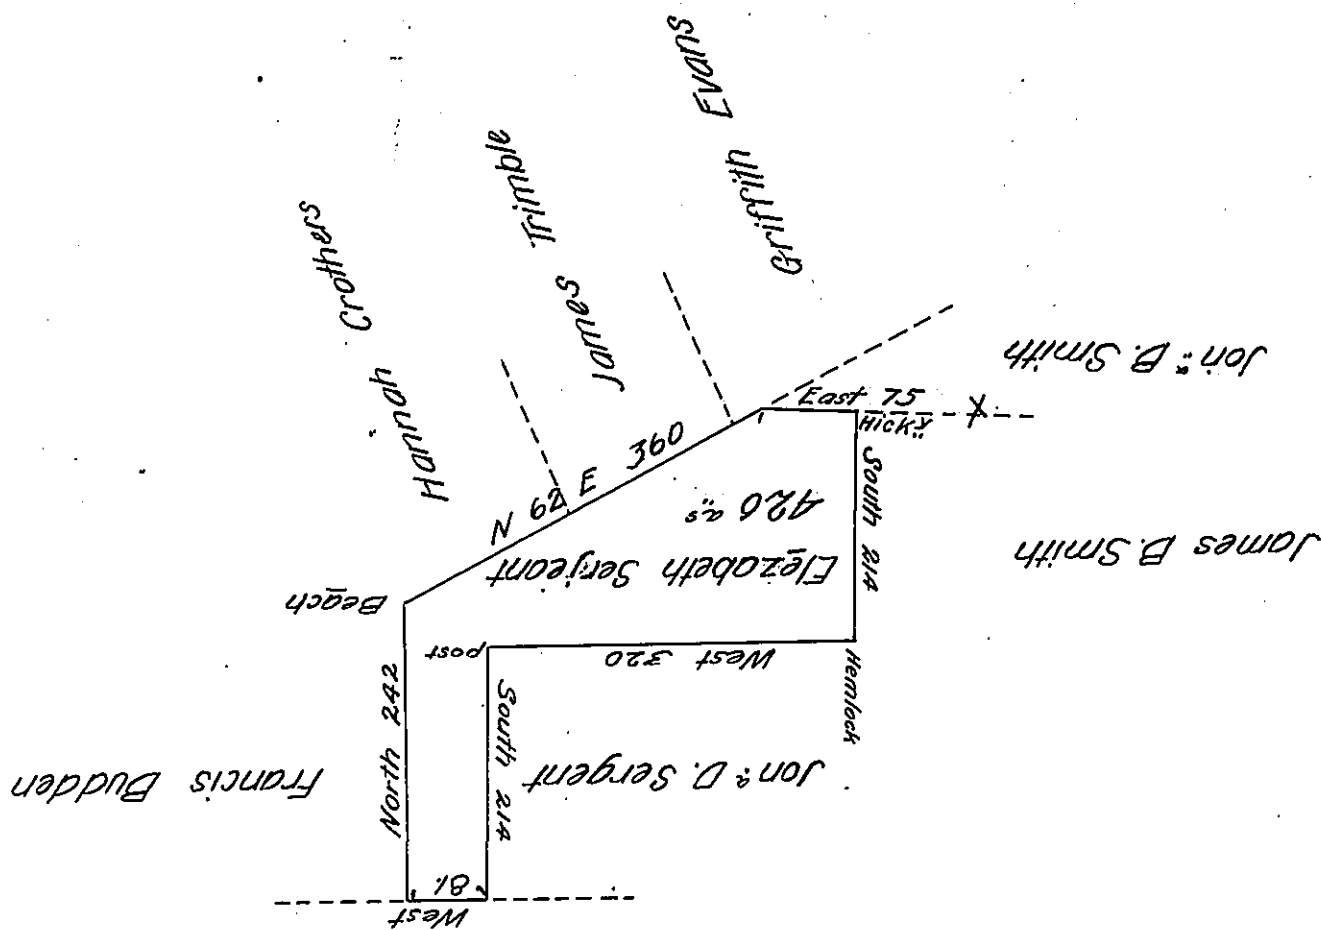 Hannah Crothers
James Trimble
Griffith Evans
Jon.a B. Smith
James B. Smith
East 75
Hick.y
N 62 E 360
South 214
426 a.s
Elezabeth Serjeant
Beach
post
West 320
Hemlock
North 242
South 214
Jon.a D. Sergent
Francis Budden
81.
West